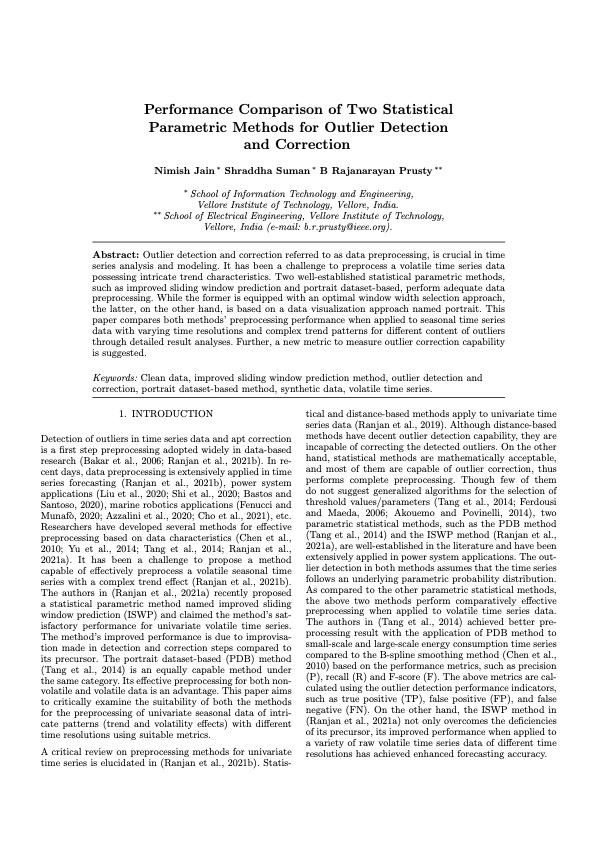 Performance Comparison of Two Statistical
Parametric Methods for Outlier Detection
and Correction
Nimish Jain * Shraddha Suman * B Rajanarayan Prusty **
* School of Information Technology and Engineering,
Vellore Institute of Technology, Vellore, India.
** School of Electrical Engineering, Vellore Institute of Technology,
Vellore, India (e-mail: b.r.prusty@ieee.org).
Abstract: Outlier detection and correction referred to as data preprocessing, is crucial in time
series analysis and modeling. It has been a challenge to preprocess a volatile time series data
possessing intricate trend characteristics. Two well-established statistical parametric methods,
such as improved sliding window prediction and portrait dataset-based, perform adequate data
preprocessing. While the former is equipped with an optimal window width selection approach,
the latter, on the other hand, is based on a data visualization approach named portrait. This
paper compares both methods' preprocessing performance when applied to seasonal time series
data with varying time resolutions and complex trend patterns for different content of outliers
through detailed result analyses. Further, a new metric to measure outlier correction capability
is suggested.
Keywords: Clean data, improved sliding window prediction method, outlier detection and
correction, portrait dataset-based method, synthetic data, volatile time series.
1. INTRODUCTION
Detection of outliers in time series data and apt correction
is a first step preprocessing adopted widely in data-based
research (Bakar et al., 2006; Ranjan et al., 2021b). In re-
cent days, data preprocessing is extensively applied in time
series forecasting (Ranjan et al., 2021b), power system
applications (Liu et al., 2020; Shi et al., 2020; Bastos and
Santoso, 2020), marine robotics applications (Fenucci and
Munafò, 2020; Azzalini et al., 2020; Cho et al., 2021), etc.
Researchers have developed several methods for effective
preprocessing based on data characteristics (Chen et al.,
2010; Yu et al., 2014; Tang et al., 2014; Ranjan et al.,
2021a). It has been a challenge to propose a method
capable of effectively preprocess a volatile seasonal time
series with a complex trend effect (Ranjan et al., 2021b).
The authors in (Ranjan et al., 2021a) recently proposed
a statistical parametric method named improved sliding
window prediction (ISWP) and claimed the method's sat-
isfactory performance for univariate volatile time series.
The method's improved performance is due to improvisa-
tion made in detection and correction steps compared to
its precursor. The portrait dataset-based (PDB) method
(Tang et al., 2014) is an equally capable method under
the same category. Its effective preprocessing for both non-
volatile and volatile data is an advantage. This paper aims
to critically examine the suitability of both the methods
for the preprocessing of univariate seasonal data of intri-
cate patterns (trend and volatility effects) with different
time resolutions using suitable metrics.
A critical review on preprocessing methods for univariate
time series is elucidated in (Ranjan et al., 2021b). Statis-
tical and distance-based methods apply to univariate time
series data (Ranjan et al., 2019). Although distance-based
methods have decent outlier detection capability, they are
incapable of correcting the detected outliers. On the other
hand, statistical methods are mathematically acceptable,
and most of them are capable of outlier correction, thus
performs complete preprocessing. Though few of them
do not suggest generalized algorithms for the selection of
threshold values/parameters (Tang et al., 2014; Ferdousi
and Maeda, 2006; Akouemo and Povinelli, 2014), two
parametric statistical methods, such as the PDB method
(Tang et al., 2014) and the ISWP method (Ranjan et al.,
2021a), are well-established in the literature and have been
extensively applied in power system applications. The out-
lier detection in both methods assumes that the time series
follows an underlying parametric probability distribution.
As compared to the other parametric statistical methods,
the above two methods perform comparatively effective
preprocessing when applied to volatile time series data.
The authors in (Tang et al., 2014) achieved better pre-
processing result with the application of PDB method to
small-scale and large-scale energy consumption time series
compared to the B-spline smoothing method (Chen et al.,
2010) based on the performance metrics, such as precision
(P), recall (R) and F-score (F). The above metrics are cal-
culated using the outlier detection performance indicators,
such as true positive (TP), false positive (FP), and false
negative (FN). On the other hand, the ISWP method in
(Ranjan et al., 2021a) not only overcomes the deficiencies
of its precursor, its improved performance when applied to
a variety of raw volatile time series data of different time
resolutions has achieved enhanced forecasting accuracy.